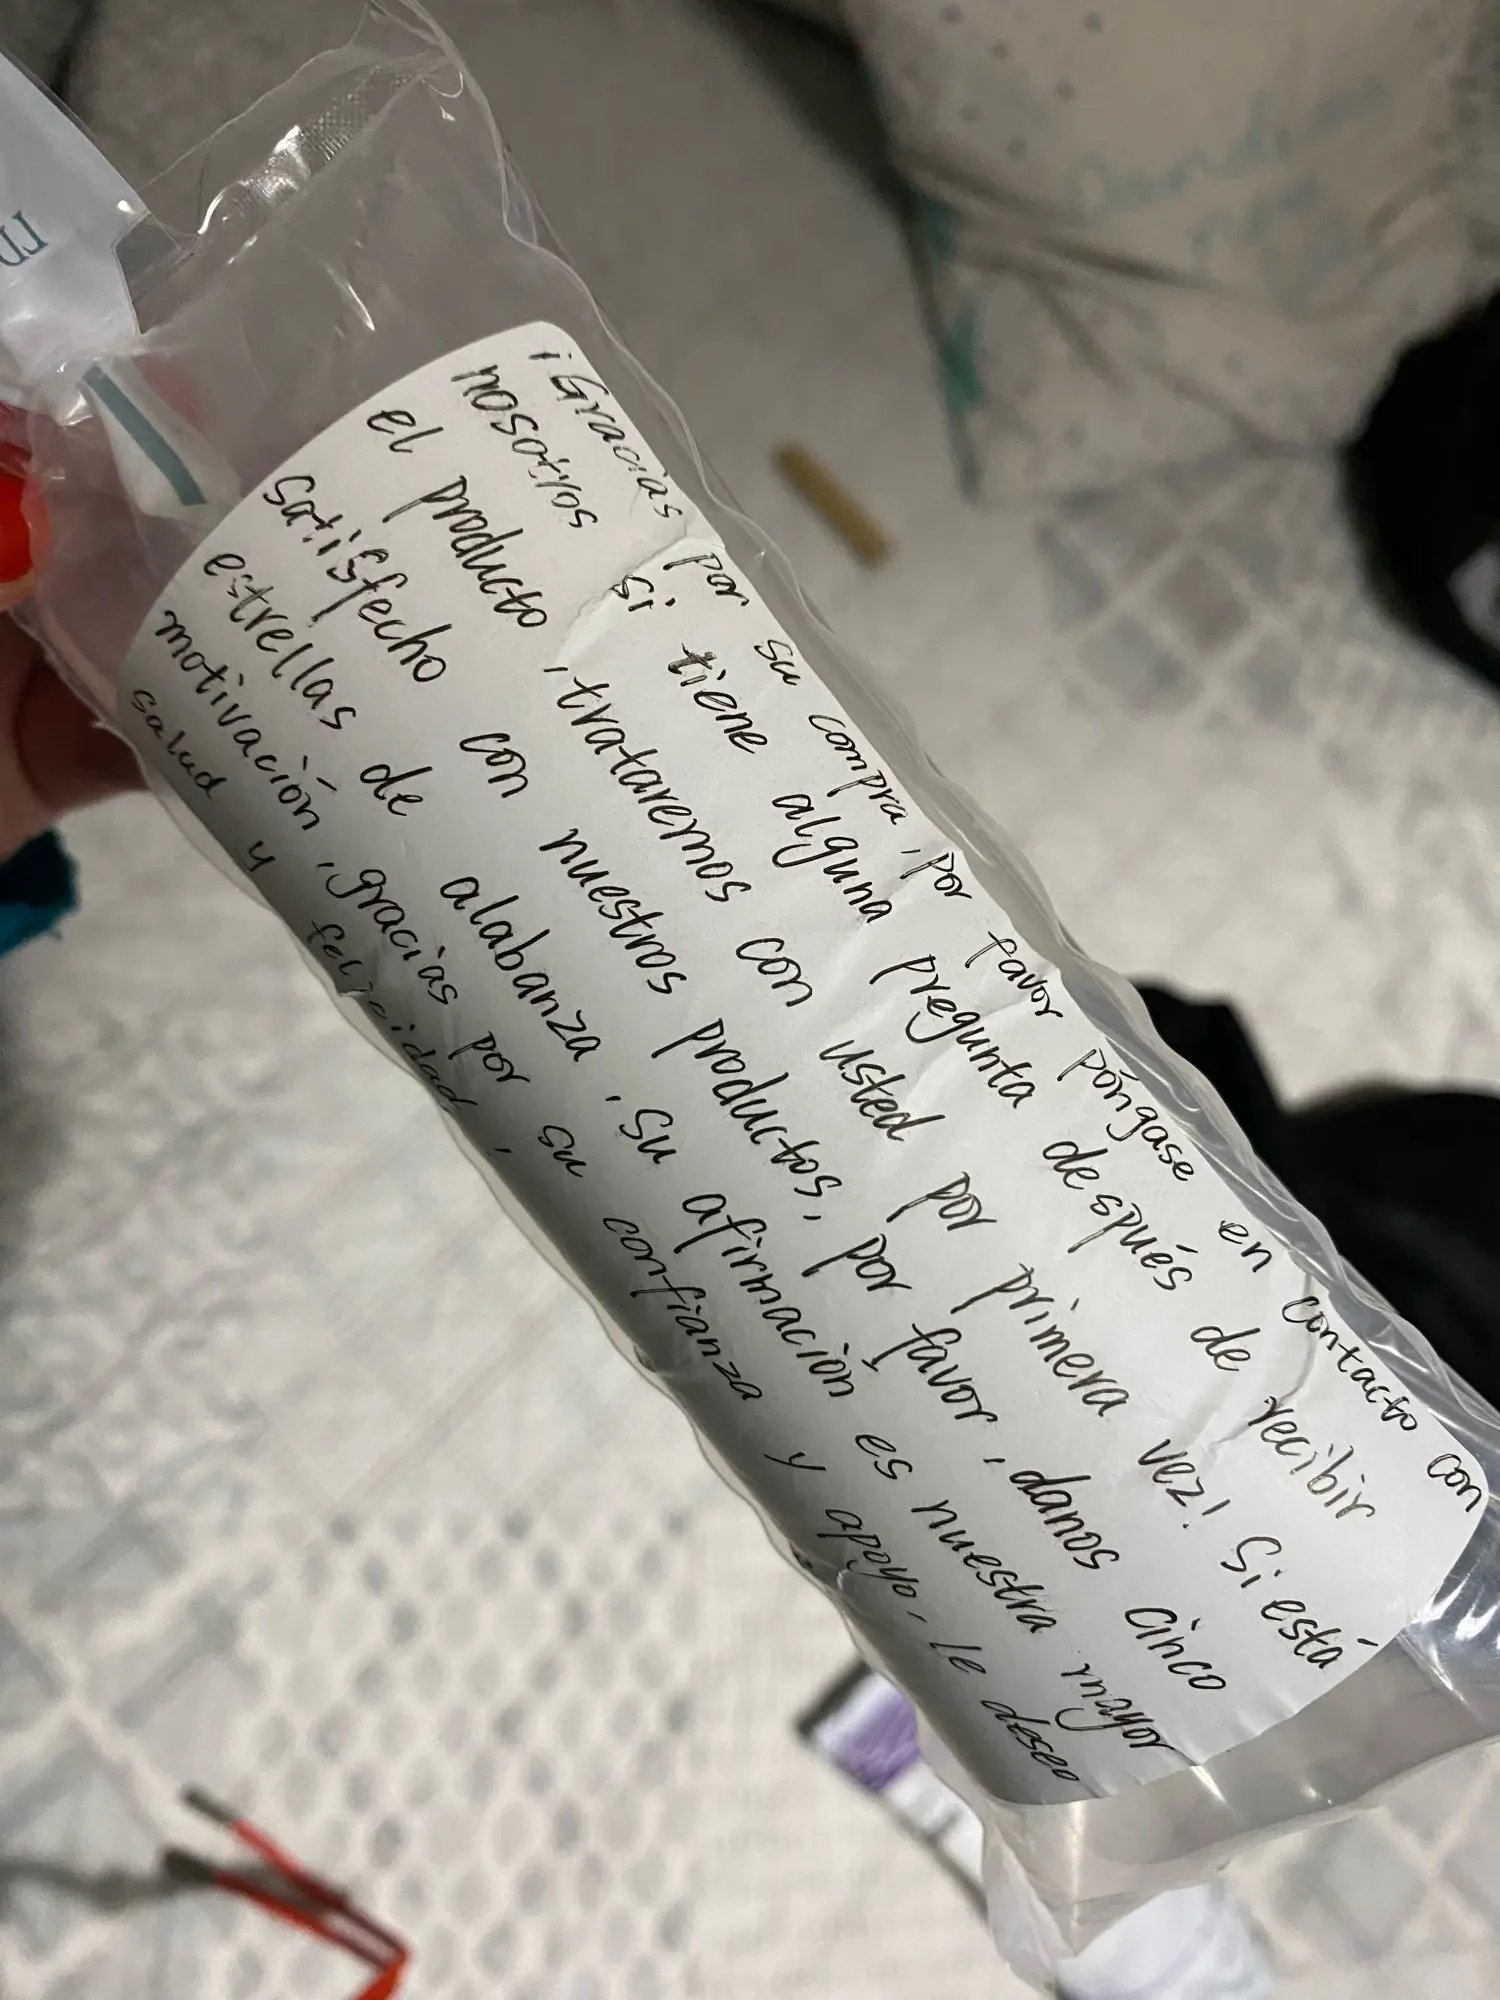 ¡Gracias por su compra, por favor póngase en contacto con
nosotros si tiene alguna pregunta después de recibir
el producto, trataremos con usted por primera vez! Si está
satisfecho con nuestros productos, por favor, danos cinco
estrellas de alabanza, su afirmación es nuestra mayor
motivación, gracias por su confianza y apoyo, le deseo
salud y felicidad,